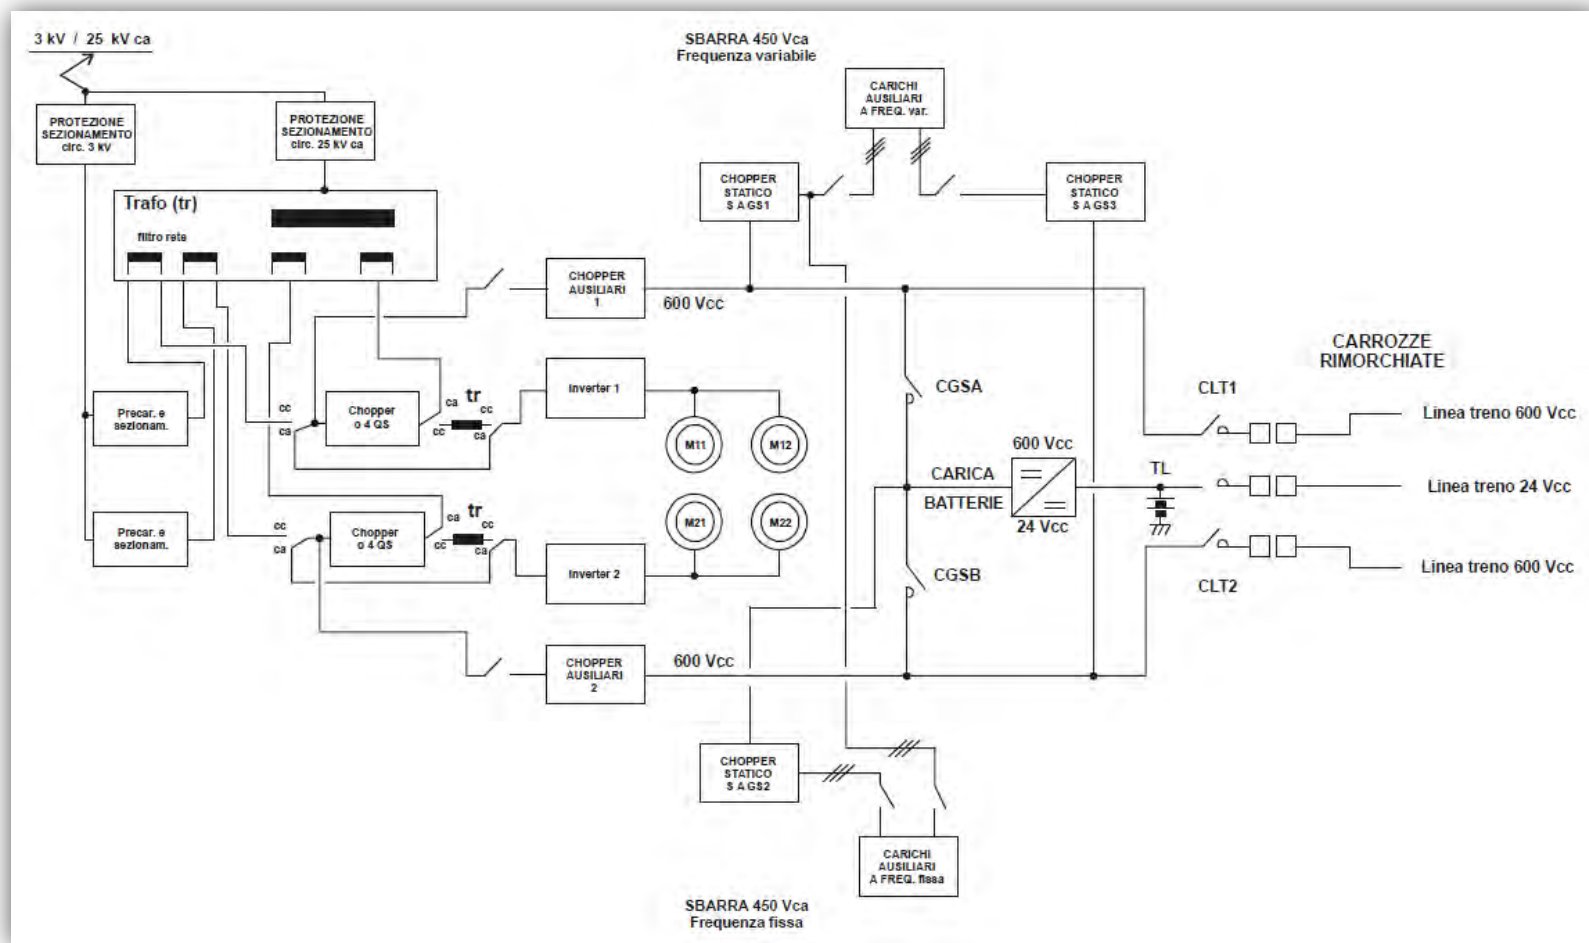 3 kV / 25 kV ca
PROTEZIONE
SEZIONAMENTO
circ. 3 kV
PROTEZIONE
SEZIONAMENTO
circ. 25 kV ca
Trafo (tr)
filtro rete
SBARRA 450 Vca
Frequenza variabile
CARICHI
AUSILIARI
A FREQ. var.
CHOPPER
STATICO
S A GS1
CHOPPER
STATICO
S A GS3
CHOPPER
AUSILIARI
1
600 Vcc
Precar. e
sezionam.
cc
ca
Chopper
o 4 QS
ca
tr
cc
cc
ca
Inverter 1
M11
M12
CGSA
CARROZZE
RIMORCHIATE
CLT1
Linea treno 600 Vcc
600 Vcc
CARICA
BATTERIE
24 Vcc
TL
Linea treno 24 Vcc
Precar. e
sezionam.
cc
ca
Chopper
o 4 QS
ca
tr
cc
cc
ca
Inverter 2
M21
M22
CGSB
CLT2
Linea treno 600 Vcc
CHOPPER
AUSILIARI
2
600 Vcc
CHOPPER
STATICO
S A GS2
CARICHI
AUSILIARI
A FREQ. fissa
SBARRA 450 Vca
Frequenza fissa